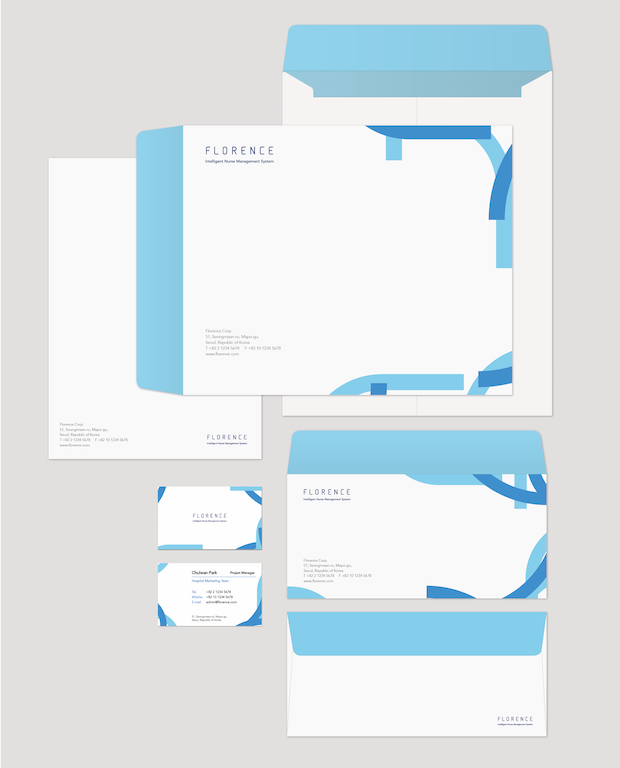 FLORENCE
Intelligent Nurse Management System
Florence Corp.
51, Seongmisan-ro, Mapo-gu,
Seoul, Republic of Korea
T +82 2 1234 5678 F +82 10 1234 5678
www.florence.com
Florence Corp.
51, Seongmisan-ro, Mapo-gu,
Seoul, Republic of Korea
T +82 2 1234 5678 F +82 10 1234 5678
www.florence.com
FLORENCE
Intelligent Nurse Management System
FLORENCE
Intelligent Nurse Management System
FLORENCE
Intelligent Nurse Management System
Florence Corp.
51, Seongmisan-ro, Mapo-gu,
Seoul, Republic of Korea
T +82 2 1234 5678 F +82 10 1234 5678
www.florence.com
Chulwan Park Project Manager
Hospital Marketing Team
Tel. +82 2 1234 5678
Mobile. +82 10 1234 5678
E-mail. admin@florence.com
51, Seongmisan-ro, Mapo-gu,
Seoul, Republic of Korea
FLORENCE
Intelligent Nurse Management System